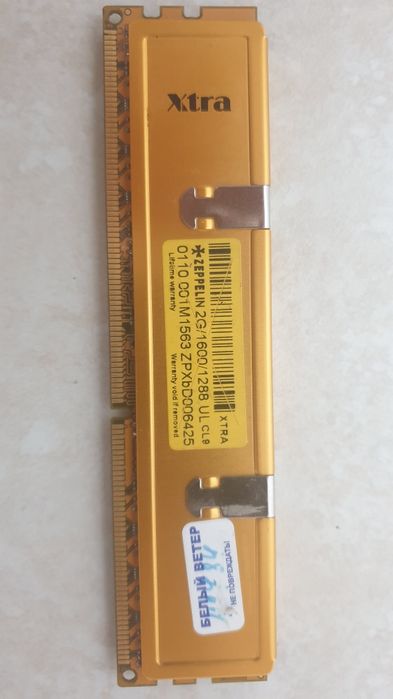 Xtra
XTRA
ZEPPELIN 2G/1600/1288 UL CL9
0110 001M1563 ZPXbD006425
Lifetime warranty Warranty void if removed
БЕЛЫЙ ВЕТЕР
НЕ ПОВРЕЖДАТЬ!